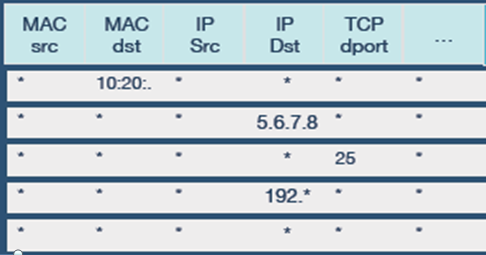 MAC src MAC dst IP Src IP Dst TCP dport ...
* 10:20:. * * * *
* * * 5.6.7.8 * *
* * * * 25 *
* * * 192.* * *
* * * * * *